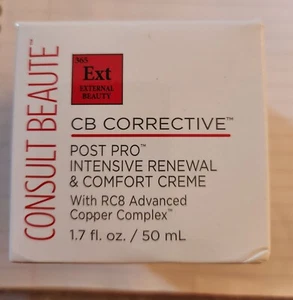 CONSULT BEAUTE™
365
Ext
EXTERNAL
BEAUTY
CB CORRECTIVE™
POST PRO™
INTENSIVE RENEWAL
& COMFORT CREME
With RC8 Advanced
Copper Complex™
1.7 fl. oz. / 50 mL